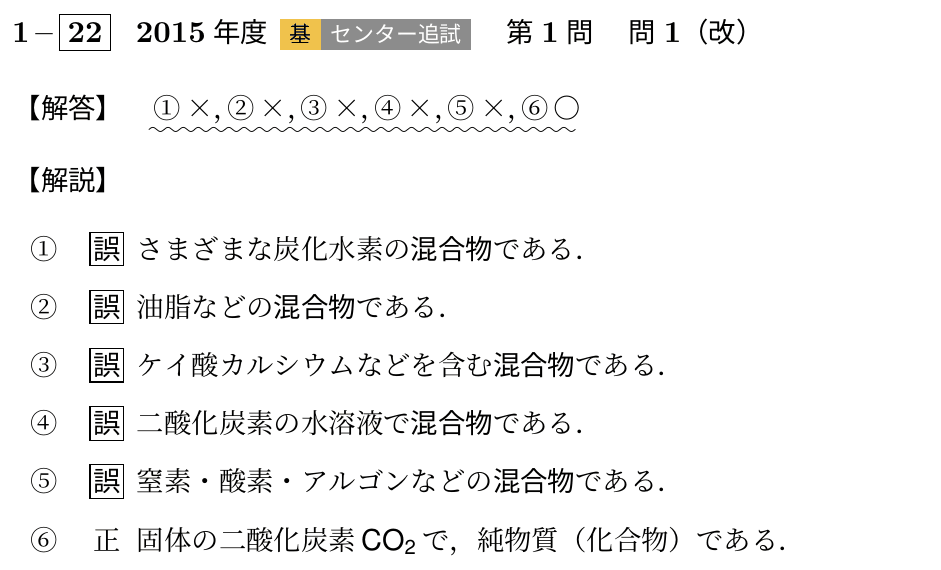 1－22 2015 年度 基 センター追試 第 1 問 問 1（改）
【解答】 ①×,②×,③×,④×,⑤×,⑥○
【解説】
① 誤 さまざまな炭化水素の混合物である．
② 誤 油脂などの混合物である．
③ 誤 ケイ酸カルシウムなどを含む混合物である．
④ 誤 二酸化炭素の水溶液で混合物である．
⑤ 誤 窒素・酸素・アルゴンなどの混合物である．
⑥ 正 固体の二酸化炭素 CO₂ で，純物質（化合物）である．